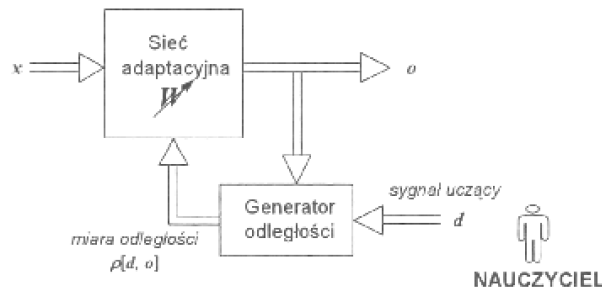 Sieć
adaptacyjna
W
x
o
Generator
odległości
sygnał uczący
d
miara odległości
ρ[d, o]
NAUCZYCIEL